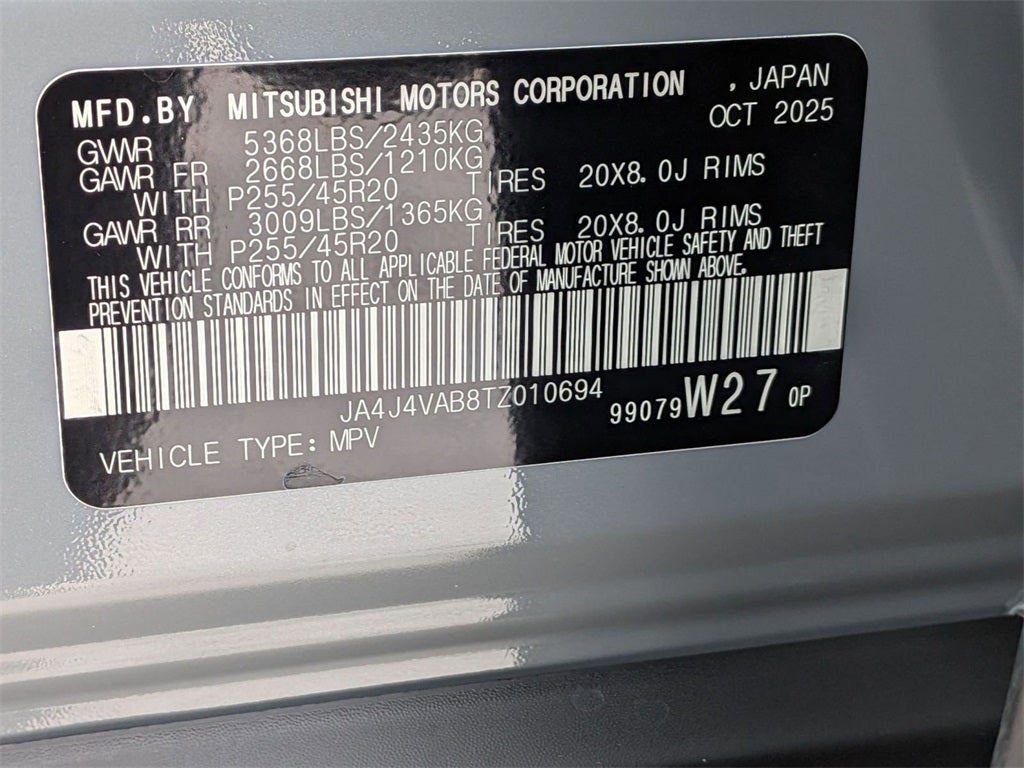 MFD.BY MITSUBISHI MOTORS CORPORATION , JAPAN
OCT 2025
GVWR 5368LBS/2435KG
GAWR FR 2668LBS/1210KG
WITH P255/45R20 TIRES 20X8.0J RIMS
GAWR RR 3009LBS/1365KG
WITH P255/45R20 TIRES 20X8.0J RIMS
THIS VEHICLE CONFORMS TO ALL APPLICABLE FEDERAL MOTOR VEHICLE SAFETY AND THEFT
PREVENTION STANDARDS IN EFFECT ON THE DATE OF MANUFACTURE SHOWN ABOVE.
JA4J4VAB8TZ010694
99079 W27 0P
VEHICLE TYPE: MPV